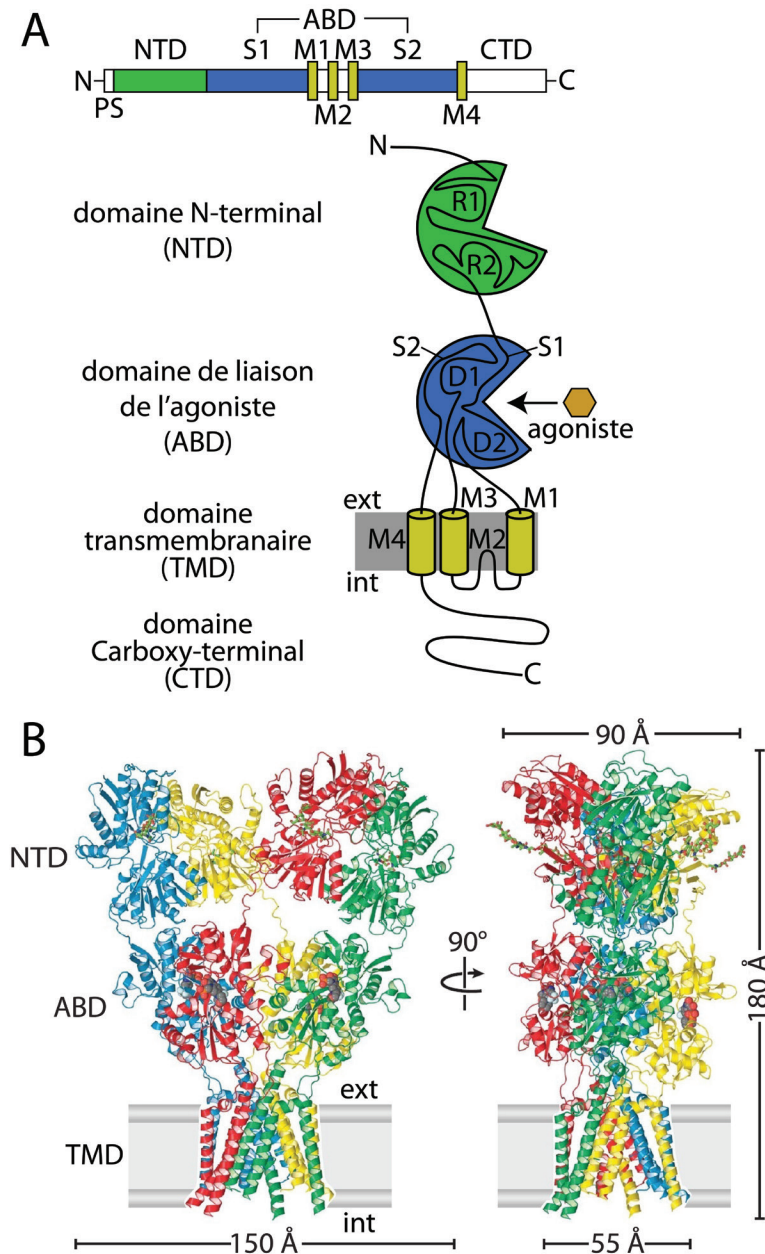 A
ABD
NTD S1 M1 M3 S2 CTD
N C
PS M2 M4
N
domaine N-terminal
(NTD)
R1
R2
domaine de liaison
de l'agoniste
(ABD)
S2 S1
D1
D2
agoniste
domaine
transmembranaire
(TMD)
ext M3 M1
M4 M2
int
domaine
Carboxy-terminal
(CTD)
C
B
90 Å
NTD
90°
180 Å
ABD
ext
TMD
int
150 Å
55 Å